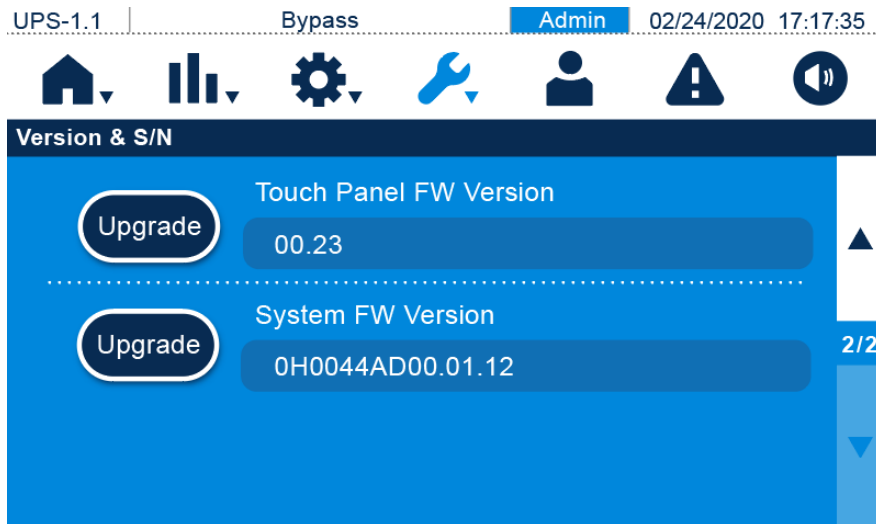 UPS-1.1 Bypass Admin 02/24/2020 17:17:35
Version & S/N
Touch Panel FW Version
Upgrade
00.23
System FW Version
Upgrade
0H0044AD00.01.12
2/2